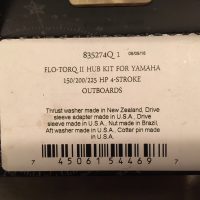 835274Q 1 09/05/16
FLO-TORQ II HUB KIT FOR YAMAHA
150/200/225 HP 4-STROKE
OUTBOARDS
Thrust washer made in New Zealand, Drive
sleeve adapter made in U.S.A., Drive
sleeve made in U.S.A., Nut made in Brazil,
Aft washer made in U.S.A., Cotter pin made
in U.S.A.
7 45061 54469 7